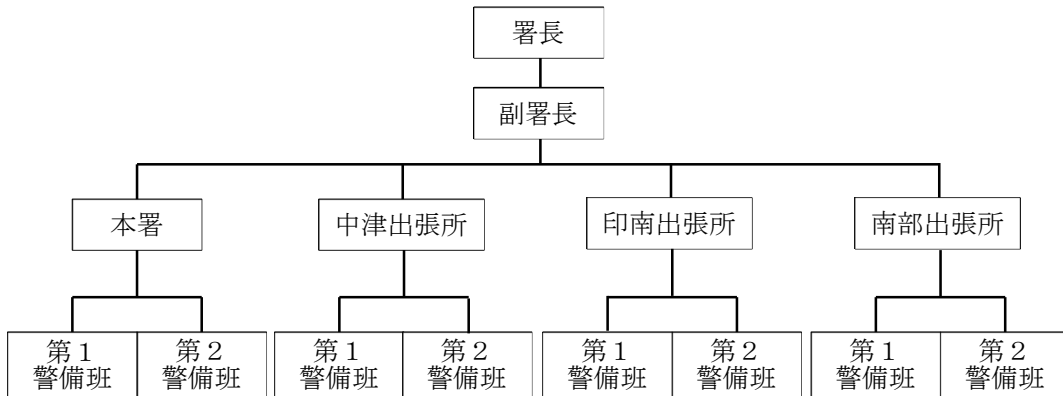 署長
副署長
本署
中津出張所
印南出張所
南部出張所
第１
警備班
第２
警備班
第１
警備班
第２
警備班
第１
警備班
第２
警備班
第１
警備班
第２
警備班